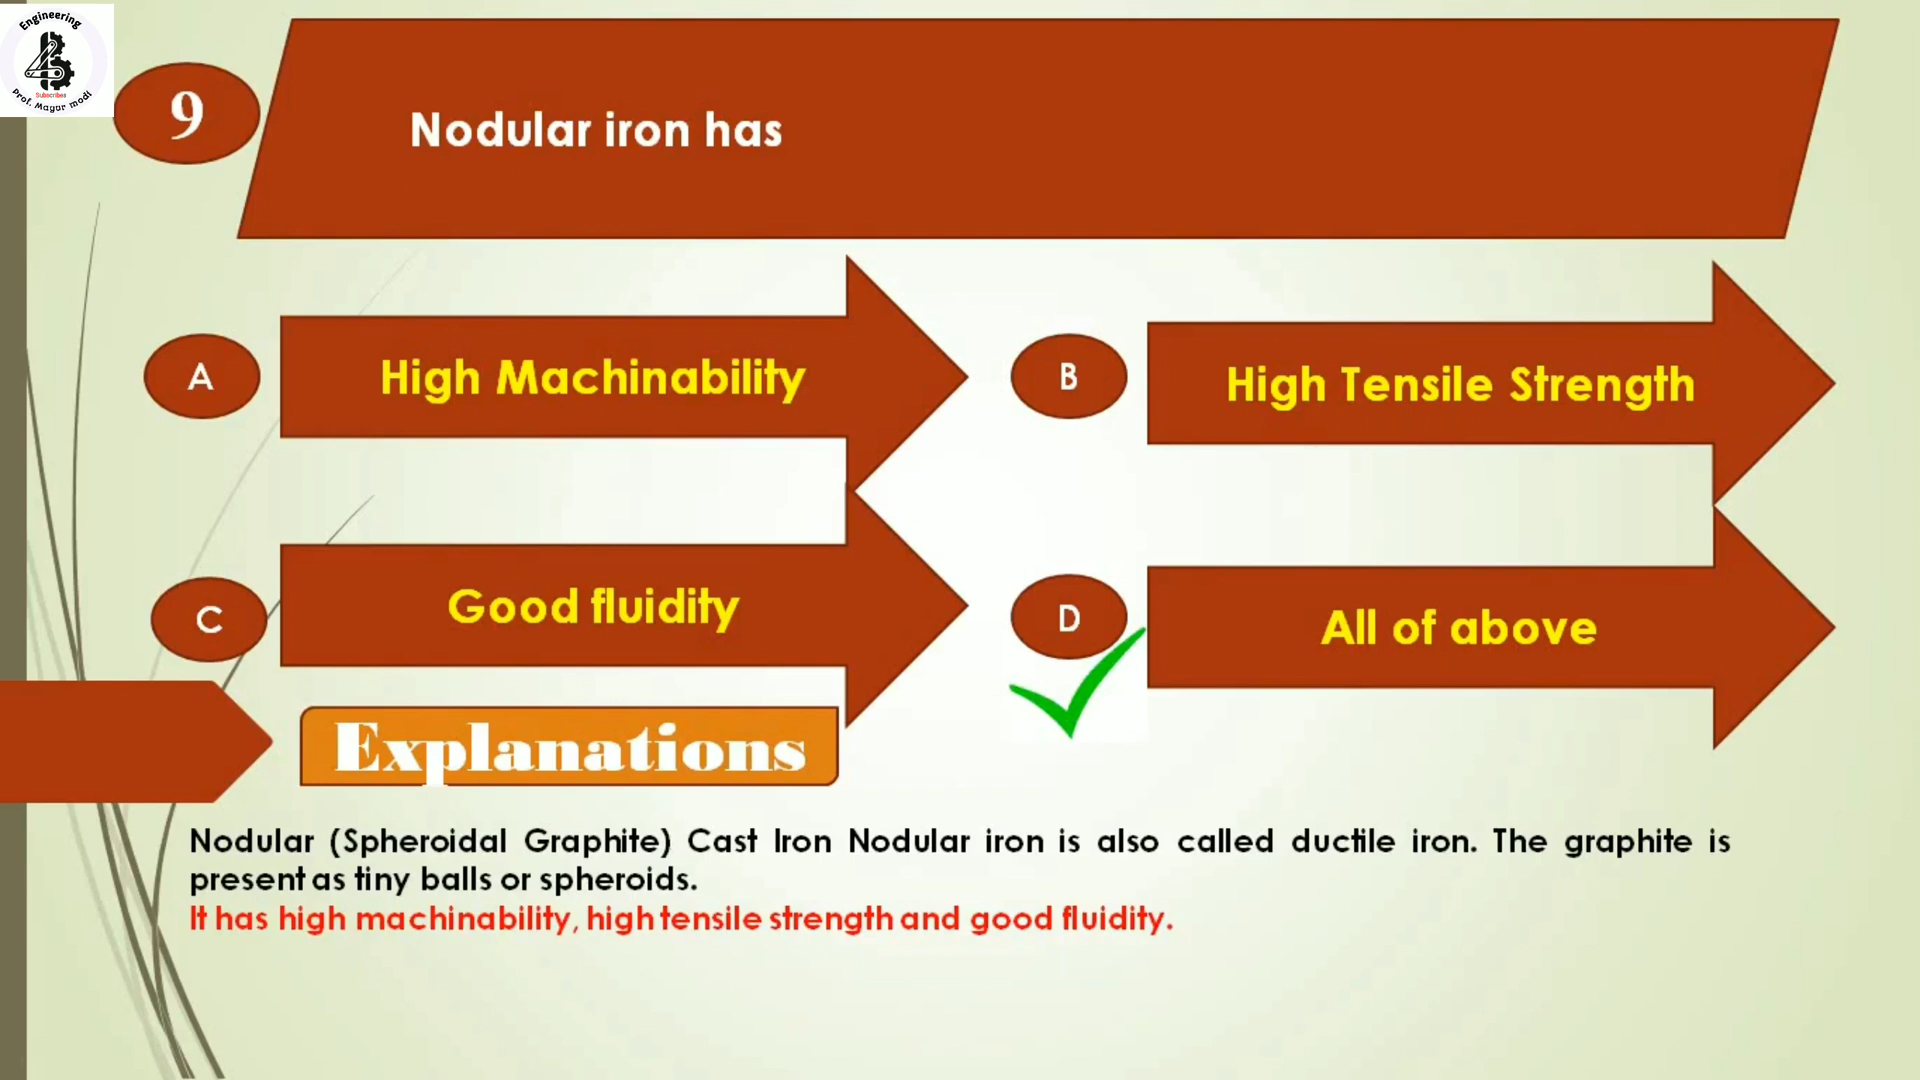 Engineering
Subscribes
Prof. Mayur modi
9
Nodular iron has
A
High Machinability
B
High Tensile Strength
C
Good fluidity
D
All of above
Explanations
Nodular (Spheroidal Graphite) Cast Iron Nodular iron is also called ductile iron. The graphite is
present as tiny balls or spheroids.
It has high machinability, high tensile strength and good fluidity.